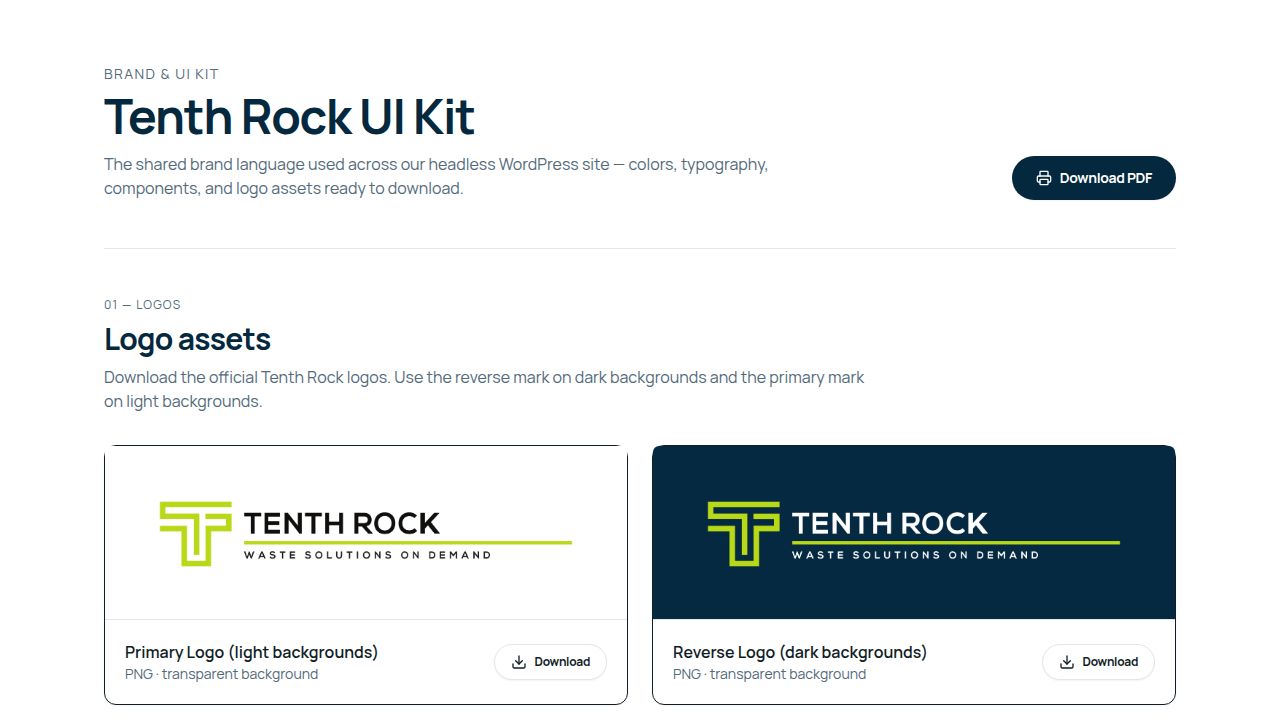 BRAND & UI KIT
Tenth Rock UI Kit
The shared brand language used across our headless WordPress site — colors, typography,
components, and logo assets ready to download.
Download PDF
01 — LOGOS
Logo assets
Download the official Tenth Rock logos. Use the reverse mark on dark backgrounds and the primary mark
on light backgrounds.
TENTH ROCK
WASTE SOLUTIONS ON DEMAND
TENTH ROCK
WASTE SOLUTIONS ON DEMAND
Primary Logo (light backgrounds)
PNG · transparent background
Download
Reverse Logo (dark backgrounds)
PNG · transparent background
Download